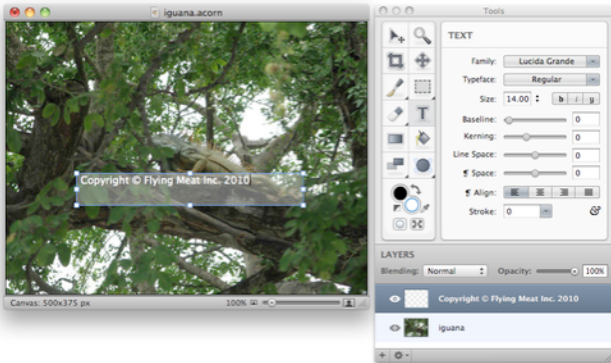 iguana.acorn
Copyright © Flying Meat Inc. 2010
Canvas: 500x375 px
100%
Tools
T
TEXT
Family: Lucida Grande
Typeface: Regular
Size: 14.00 b i u
Baseline: 0
Kerning: 0
Line Space: 0
¶ Space: 0
¶ Align:
Stroke: 0
LAYERS
Blending: Normal Opacity: 100%
Copyright © Flying Meat Inc. 2010
iguana